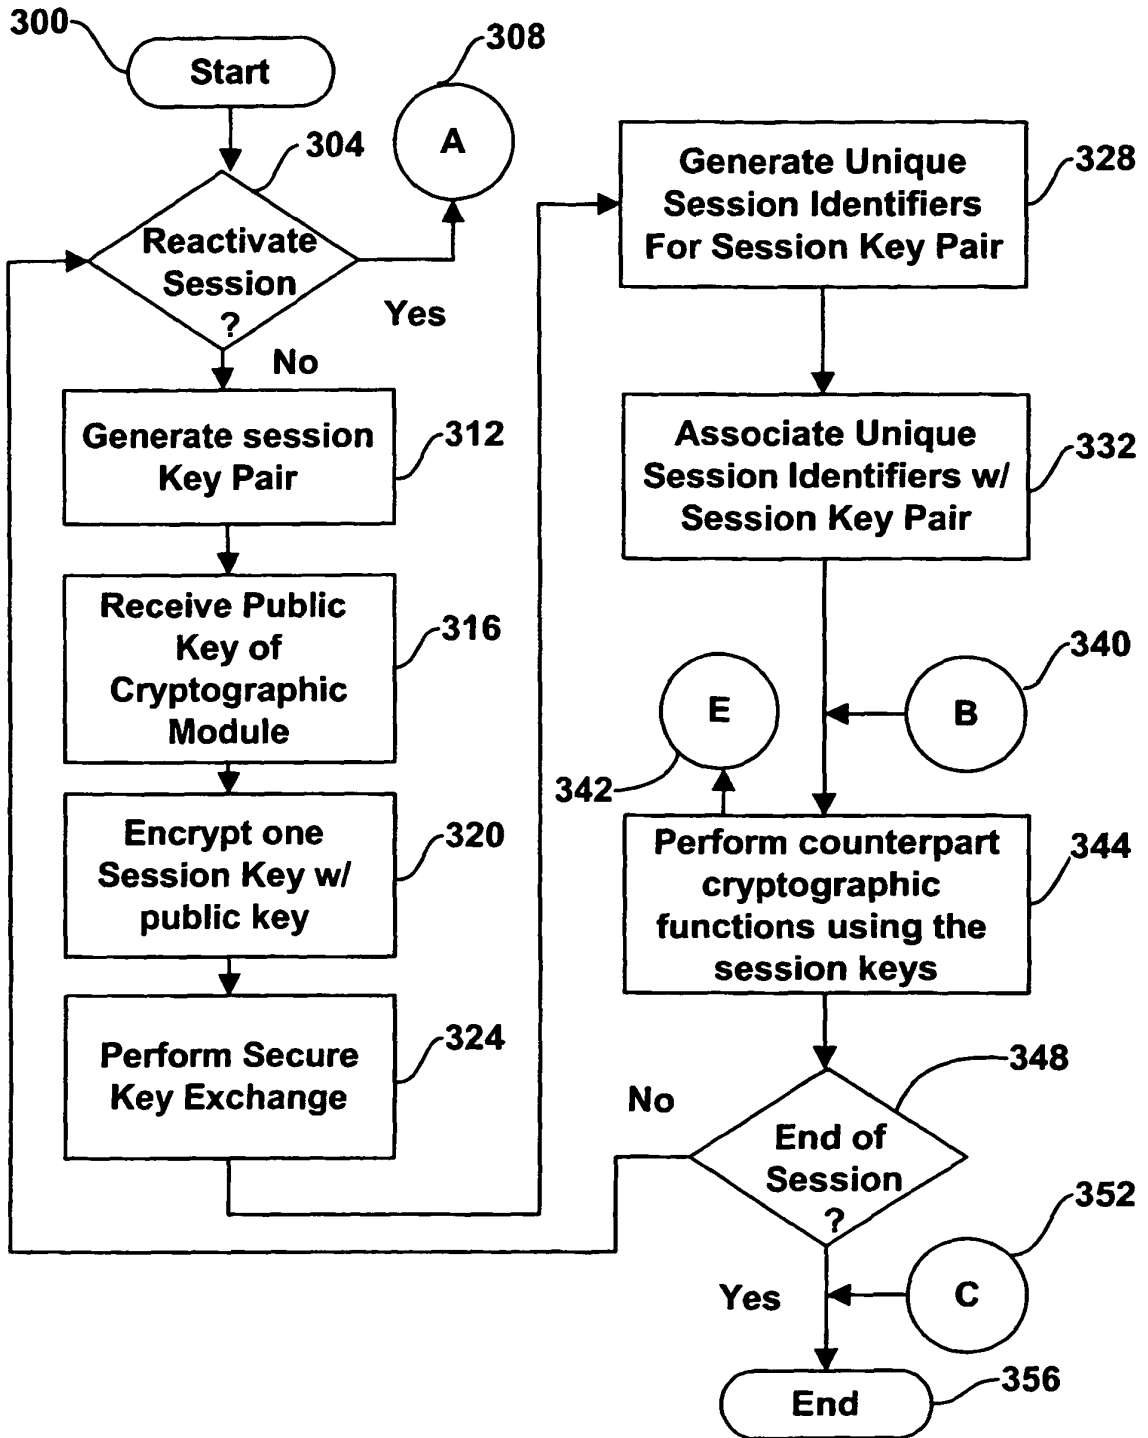 300
Start
308
A
304
Reactivate
Session
?
Yes
No
Generate session
Key Pair
312
Receive Public
Key of
Cryptographic
Module
316
Encrypt one
Session Key w/
public key
320
Perform Secure
Key Exchange
324
Generate Unique
Session Identifiers
For Session Key Pair
328
Associate Unique
Session Identifiers w/
Session Key Pair
332
340
B
E
342
Perform counterpart
cryptographic
functions using the
session keys
344
348
No
End of
Session
?
352
Yes
C
End
356